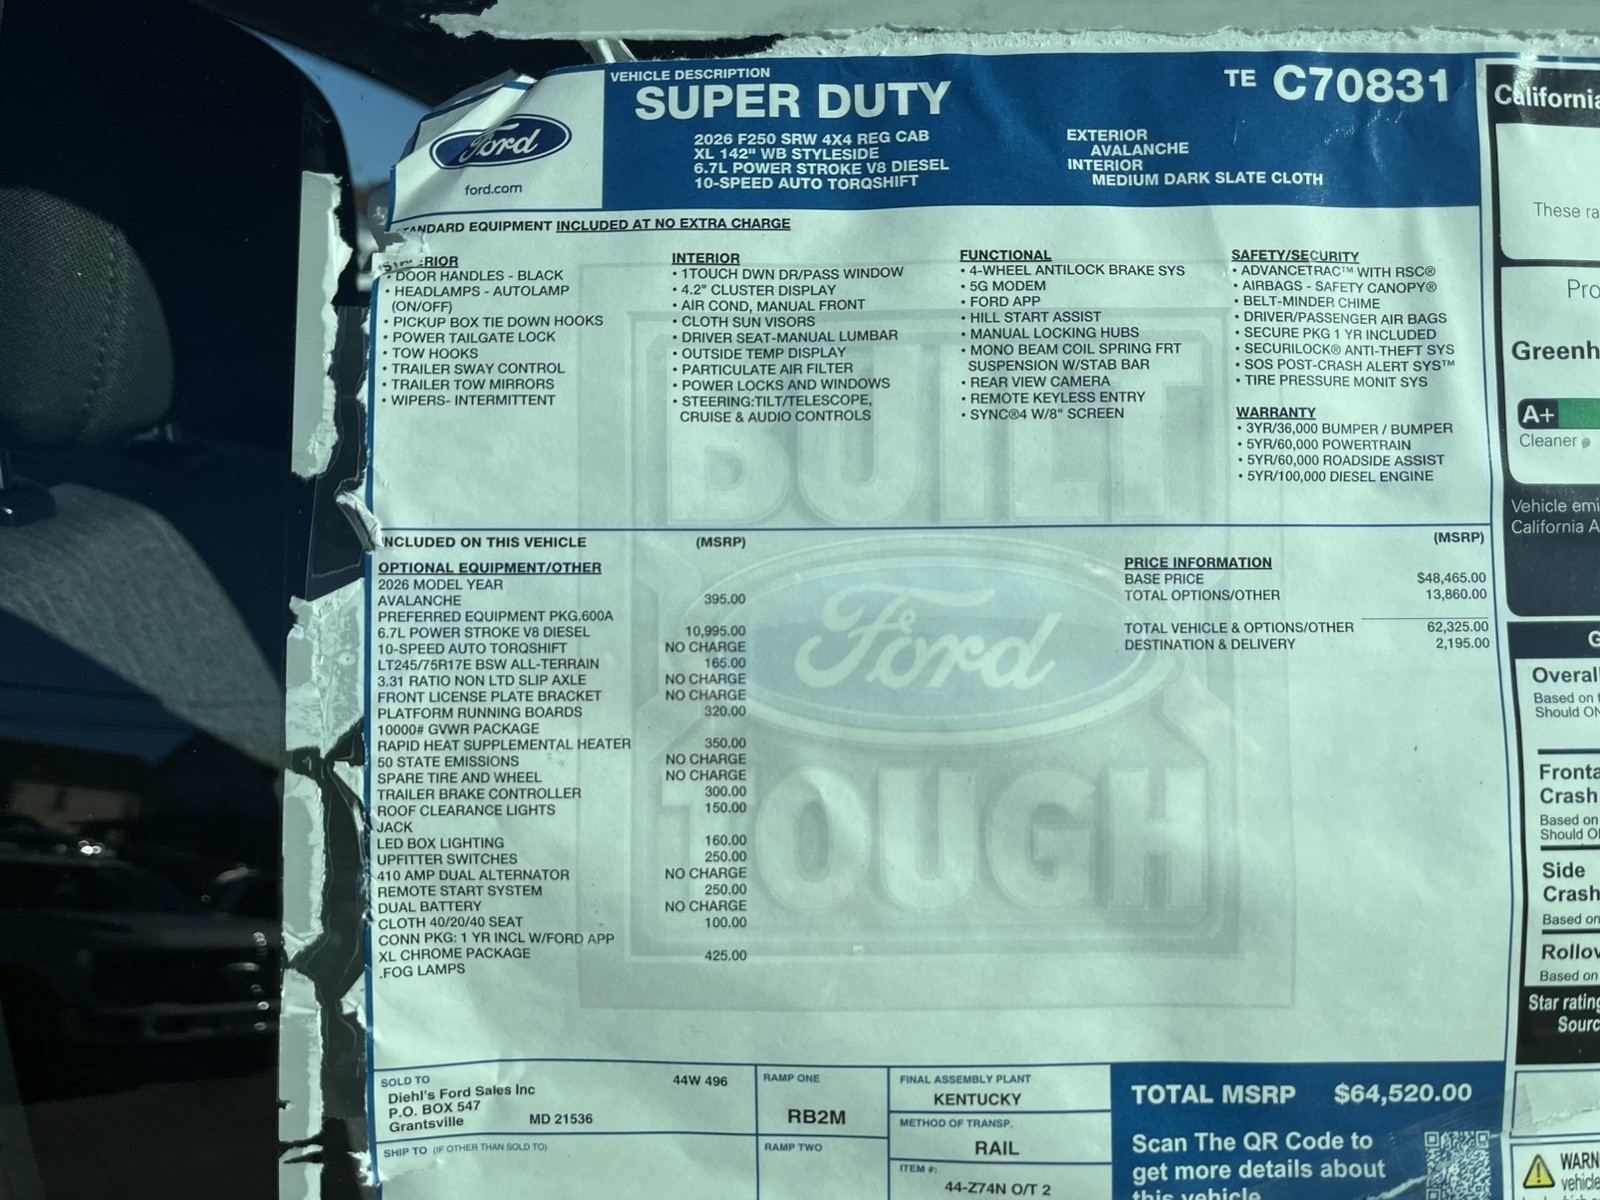 VEHICLE DESCRIPTION
SUPER DUTY
TE C70831
Ford
ford.com
2026 F250 SRW 4X4 REG CAB
XL 142" WB STYLESIDE
6.7L POWER STROKE V8 DIESEL
10-SPEED AUTO TORQSHIFT
EXTERIOR
AVALANCHE
INTERIOR
MEDIUM DARK SLATE CLOTH
EQUIPMENT INCLUDED AT NO EXTRA CHARGE
• DOOR HANDLES - BLACK
• HEADLAMPS - AUTOLAMP
(ON/OFF)
• PICKUP BOX TIE DOWN HOOKS
• POWER TAILGATE LOCK
• TOW HOOKS
• TRAILER SWAY CONTROL
• TRAILER TOW MIRRORS
• WIPERS- INTERMITTENT
INTERIOR
• 1TOUCH DWN DR/PASS WINDOW
• 4.2" CLUSTER DISPLAY
• AIR COND, MANUAL FRONT
• CLOTH SUN VISORS
• DRIVER SEAT-MANUAL LUMBAR
• OUTSIDE TEMP DISPLAY
• PARTICULATE AIR FILTER
• POWER LOCKS AND WINDOWS
• STEERING:TILT/TELESCOPE,
CRUISE & AUDIO CONTROLS
FUNCTIONAL
• 4-WHEEL ANTILOCK BRAKE SYS
• 5G MODEM
• FORD APP
• HILL START ASSIST
• MANUAL LOCKING HUBS
• MONO BEAM COIL SPRING FRT
SUSPENSION W/STAB BAR
• REAR VIEW CAMERA
• REMOTE KEYLESS ENTRY
• SYNC®4 W/8" SCREEN
SAFETY/SECURITY
• ADVANCETRAC™ WITH RSC®
• AIRBAGS - SAFETY CANOPY®
• BELT-MINDER CHIME
• DRIVER/PASSENGER AIR BAGS
• SECURE PKG 1 YR INCLUDED
• SECURILOCK® ANTI-THEFT SYS
• SOS POST-CRASH ALERT SYS™
• TIRE PRESSURE MONIT SYS
WARRANTY
• 3YR/36,000 BUMPER / BUMPER
• 5YR/60,000 POWERTRAIN
• 5YR/60,000 ROADSIDE ASSIST
• 5YR/100,000 DIESEL ENGINE
BUILT
Ford
TOUGH
INCLUDED ON THIS VEHICLE (MSRP)
OPTIONAL EQUIPMENT/OTHER
2026 MODEL YEAR
AVALANCHE 395.00
PREFERRED EQUIPMENT PKG.600A
6.7L POWER STROKE V8 DIESEL 10,995.00
10-SPEED AUTO TORQSHIFT NO CHARGE
LT245/75R17E BSW ALL-TERRAIN 165.00
3.31 RATIO NON LTD SLIP AXLE NO CHARGE
FRONT LICENSE PLATE BRACKET NO CHARGE
PLATFORM RUNNING BOARDS 320.00
10000# GVWR PACKAGE
RAPID HEAT SUPPLEMENTAL HEATER 350.00
50 STATE EMISSIONS NO CHARGE
SPARE TIRE AND WHEEL NO CHARGE
TRAILER BRAKE CONTROLLER 300.00
ROOF CLEARANCE LIGHTS 150.00
JACK
LED BOX LIGHTING 160.00
UPFITTER SWITCHES 250.00
410 AMP DUAL ALTERNATOR NO CHARGE
REMOTE START SYSTEM 250.00
DUAL BATTERY NO CHARGE
CLOTH 40/20/40 SEAT 100.00
CONN PKG: 1 YR INCL W/FORD APP
XL CHROME PACKAGE 425.00
.FOG LAMPS
(MSRP)
PRICE INFORMATION
BASE PRICE $48,465.00
TOTAL OPTIONS/OTHER 13,860.00
TOTAL VEHICLE & OPTIONS/OTHER 62,325.00
DESTINATION & DELIVERY 2,195.00
SOLD TO 44W 496
Diehl's Ford Sales Inc
P.O. BOX 547
Grantsville MD 21536
SHIP TO (IF OTHER THAN SOLD TO)
RAMP ONE
RB2M
RAMP TWO
FINAL ASSEMBLY PLANT
KENTUCKY
METHOD OF TRANSP.
RAIL
ITEM #:
44-Z74N O/T 2
TOTAL MSRP $64,520.00
Scan The QR Code to
get more details about
this vehicle
California
These
A+
Cleaner
Vehicle
California
Overall
Based on
Should
Crash
Based on
Should
Side
Crash
Based on
Based on
Star